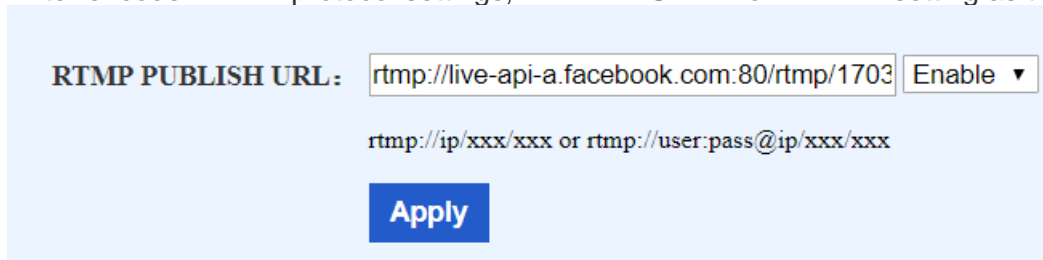 RTMP PUBLISH URL: rtmp://live-api-a.facebook.com:80/rtmp/1703 Enable ▼
rtmp://ip/xxx/xxx or rtmp://user:pass@ip/xxx/xxx
Apply